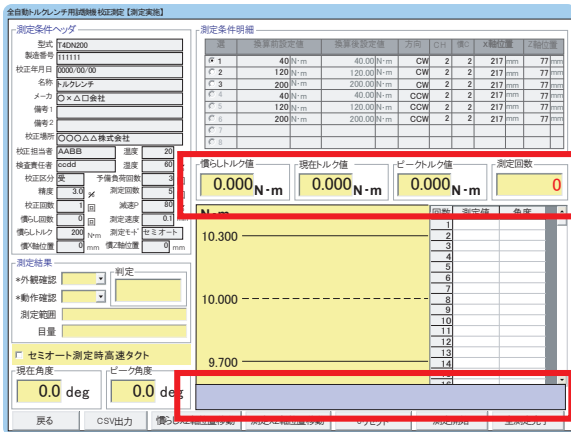 全自動トルクレンチ用試験機 校正測定 【測定実施】
測定条件ヘッダ
型式 T4DN200
製造番号 111111
校正年月日 0000/00/00
名称 トルクレンチ
メーカ ○×△口会社
備考1
備考2
校正場所 ○○○△△株式会社
校正担当者 AABB 温度 20
検査責任者 ccdd 湿度 60
校正区分 受 予備負荷回数 3
精度 3.0 % 測定回数 5
校正回数 1 回 減速P 80
慣らし回数 0 回 測定速度 0.1
慣らしトルク 200 N・m 測定モード セミオート
慣X軸位置 0 mm 慣Z軸位置 0 mm
測定結果
*外観確認 判定
*動作確認
測定範囲
目量
セミオート測定時高速タクト
現在角度 ピーク角度
0.0 deg 0.0 deg
測定条件明細
選 換算前設定値 換算後設定値 方向 CH 慣C X軸位置 Z軸位置
1 40 N・m 40.00 N・m CW 2 2 217 mm 77 mm
2 120 N・m 120.00 N・m CW 2 2 217 mm 77 mm
3 200 N・m 200.00 N・m CW 2 2 217 mm 77 mm
4 40 N・m 40.00 N・m CCW 2 2 217 mm 77 mm
5 120 N・m 120.00 N・m CCW 2 2 217 mm 77 mm
6 200 N・m 200.00 N・m CCW 2 2 217 mm 77 mm
7
8
慣らしトルク値 現在トルク値 ピークトルク値 測定回数
0.000 N・m 0.000 N・m 0.000 N・m 0
N・m
10.300
10.000
9.700
回数 測定値 角度
1
2
3
4
5
6
7
8
9
10
11
12
13
14
戻る CSV出力